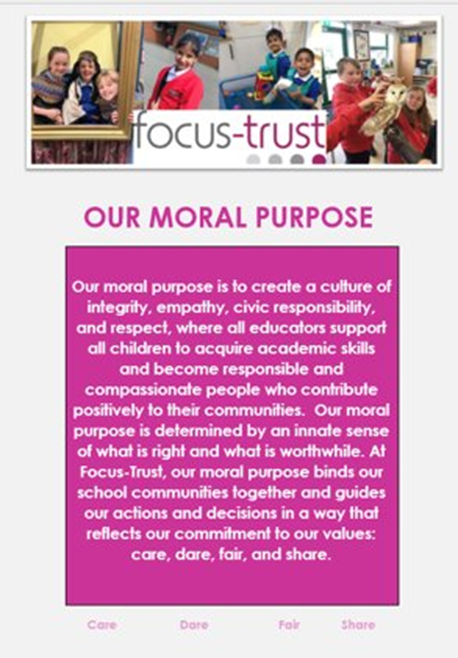 focus-trust
OUR MORAL PURPOSE
Our moral purpose is to create a culture of
integrity, empathy, civic responsibility,
and respect, where all educators support
all children to acquire academic skills
and become responsible and
compassionate people who contribute
positively to their communities.  Our moral
purpose is determined by an innate sense
of what is right and what is worthwhile. At
Focus-Trust, our moral purpose binds our
school communities together and guides
our actions and decisions in a way that
reflects our commitment to our values:
care, dare, fair, and share.
Care Dare Fair Share